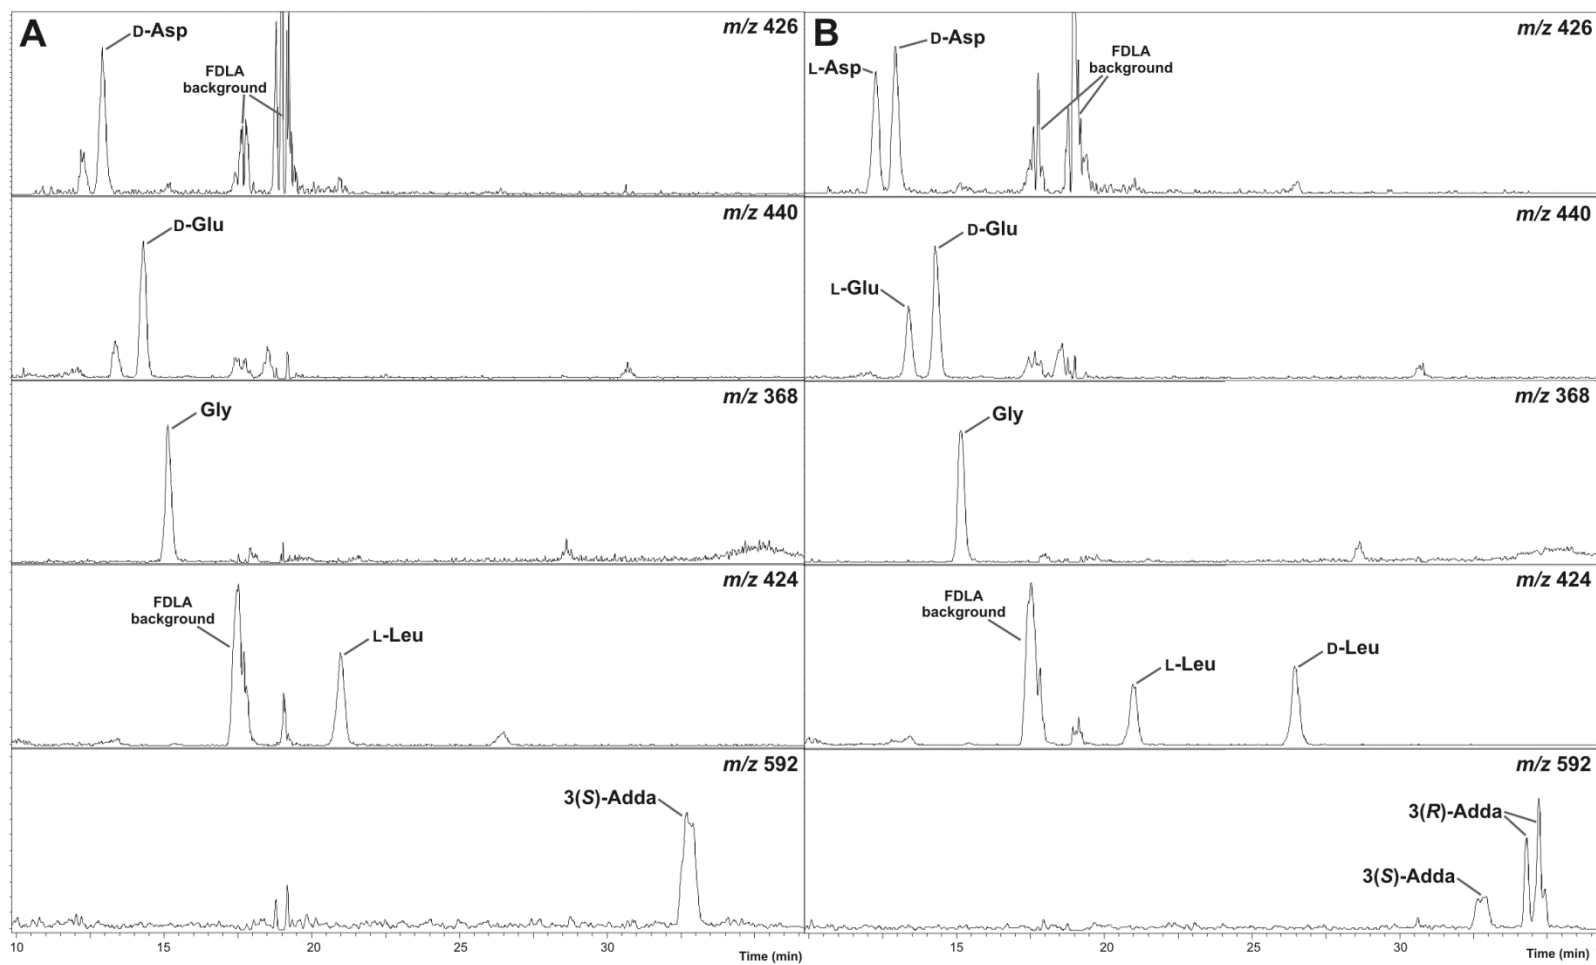 A
D-Asp
FDLA
background
m/z 426
D-Glu
m/z 440
Gly
m/z 368
FDLA
background
L-Leu
m/z 424
3(S)-Adda
m/z 592
10 15 20 25 30
Time (min)
B
L-Asp
D-Asp
FDLA
background
m/z 426
L-Glu
D-Glu
m/z 440
Gly
m/z 368
FDLA
background
L-Leu
D-Leu
m/z 424
3(R)-Adda
3(S)-Adda
m/z 592
15 20 25 30
Time (min)